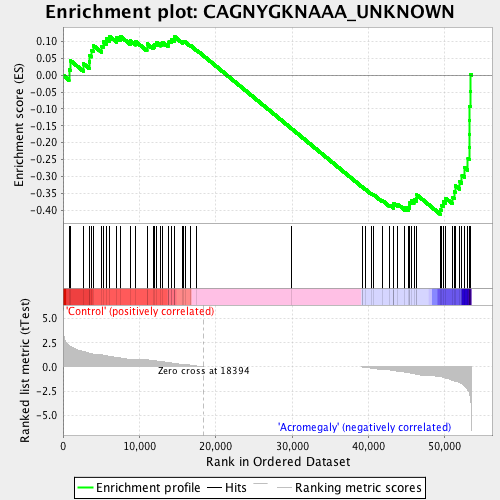 Enrichment plot: CAGNYGKNAAA_UNKNOWN
Enrichment score (ES)
0.10
0.05
0.00
-0.05
-0.10
-0.15
-0.20
-0.25
-0.30
-0.35
-0.40
Ranked list metric (tTest)
'Control' (positively correlated)
5.0
2.5
Zero cross at 18394
0.0
-2.5
-5.0
'Acromegaly' (negatively correlated)
0
10,000
20,000
30,000
40,000
50,000
Rank in Ordered Dataset
Enrichment profile
Hits
Ranking metric scores